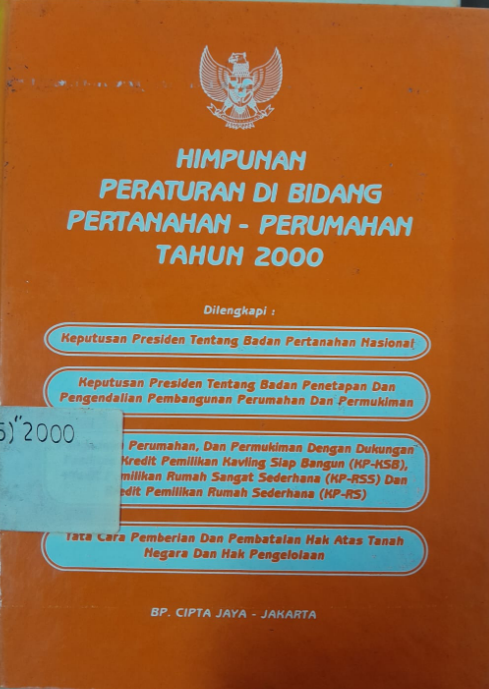 HIMPUNAN
PERATURAN DI BIDANG
PERTANAHAN - PERUMAHAN
TAHUN 2000
Dilengkapi :
Keputusan Presiden Tentang Badan Pertanahan Nasional
Keputusan Presiden Tentang Badan Penetapan Dan
Pengendalian Pembangunan Perumahan Dan Permukiman
5)"2000
Perumahan, Dan Permukiman Dengan Dukungan
Kredit Pemilikan Kavling Siap Bangun (KP-KSB),
Pemilikan Rumah Sangat Sederhana (KP-RSS) Dan
Kredit Pemilikan Rumah Sederhana (KP-RS)
Tata Cara Pemberian Dan Pembatalan Hak Atas Tanah
Negara Dan Hak Pengelolaan
BP. CIPTA JAYA - JAKARTA